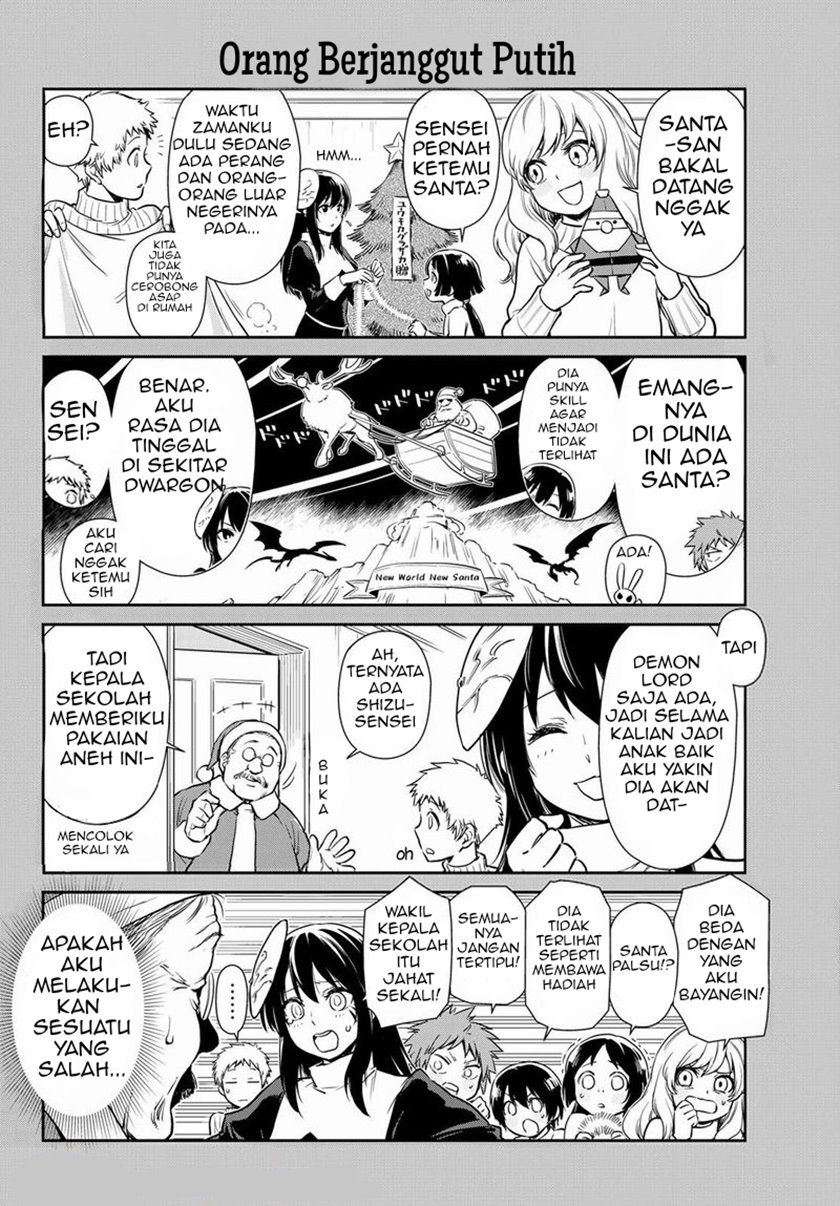 Orang Berjanggut Putih
SANTA
-SAN
BAKAL
DATANG
NGGAK
YA
SENSEI
PERNAH
KETEMU
SANTA?
HMM...
WAKTU
ZAMANKU
DULU SEDANG
ADA PERANG
DAN ORANG-
ORANG LUAR
NEGERINYA
PADA...
EH?
KITA
JUGA
TIDAK
PUNYA
CEROBONG
ASAP
DI RUMAH
EMANG-
NYA
DI DUNIA
INI ADA
SANTA?
ADA!
DIA
PUNYA
SKILL
AGAR
MENJADI
TIDAK
TERLIHAT
ドドド
ドドド
New World New Santa
BENAR,
AKU
RASA DIA
TINGGAL
DI SEKITAR
DWARGON
SEN
SEI?
AKU
CARI
NGGAK
KETEMU
SIH
TAPI
DEMON
LORD
SAJA ADA,
JADI SELAMA
KALIAN JADI
ANAK BAIK
AKU YAKIN
DIA AKAN
DAT-
AH,
TERNYATA
ADA
SHIZU-
SENSEI
BUKA
oh
TADI
KEPALA
SEKOLAH
MEMBERIKU
PAKAIAN
ANEH INI-
MENCOLOK
SEKALI YA
DIA
BEDA
DENGAN
YANG
AKU
BAYANGIN!
SANTA
PALSU!?
DIA
TIDAK
TERLIHAT
SEPERTI
MEMBAWA
HADIAH
SEMUA-
NYA
JANGAN
TERTIPU!
WAKIL
KEPALA
SEKOLAH
ITU
JAHAT
SEKALI!
......
APAKAH
AKU
MELAKU-
KAN
SESUATU
YANG
SALAH...